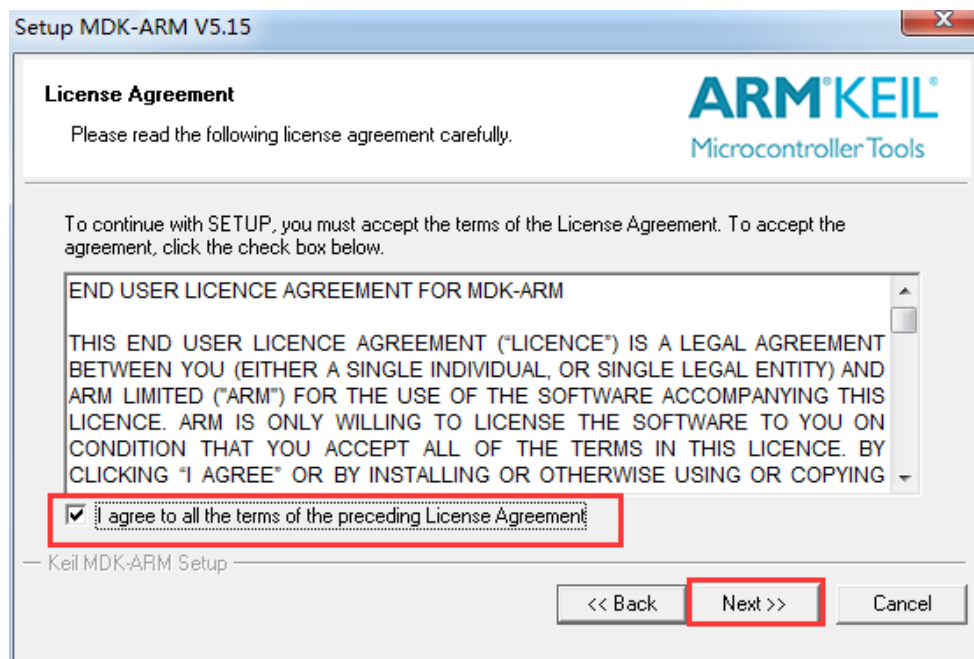 Setup MDK-ARM V5.15
License Agreement
Please read the following license agreement carefully.
ARM®KEIL®
Microcontroller Tools
To continue with SETUP, you must accept the terms of the License Agreement. To accept the
agreement, click the check box below.
END USER LICENCE AGREEMENT FOR MDK-ARM
THIS END USER LICENCE AGREEMENT (“LICENCE”) IS A LEGAL AGREEMENT
BETWEEN YOU (EITHER A SINGLE INDIVIDUAL, OR SINGLE LEGAL ENTITY) AND
ARM LIMITED ("ARM") FOR THE USE OF THE SOFTWARE ACCOMPANYING THIS
LICENCE. ARM IS ONLY WILLING TO LICENSE THE SOFTWARE TO YOU ON
CONDITION THAT YOU ACCEPT ALL OF THE TERMS IN THIS LICENCE. BY
CLICKING “I AGREE” OR BY INSTALLING OR OTHERWISE USING OR COPYING
I agree to all the terms of the preceding License Agreement
Keil MDK-ARM Setup
<< Back Next >> Cancel